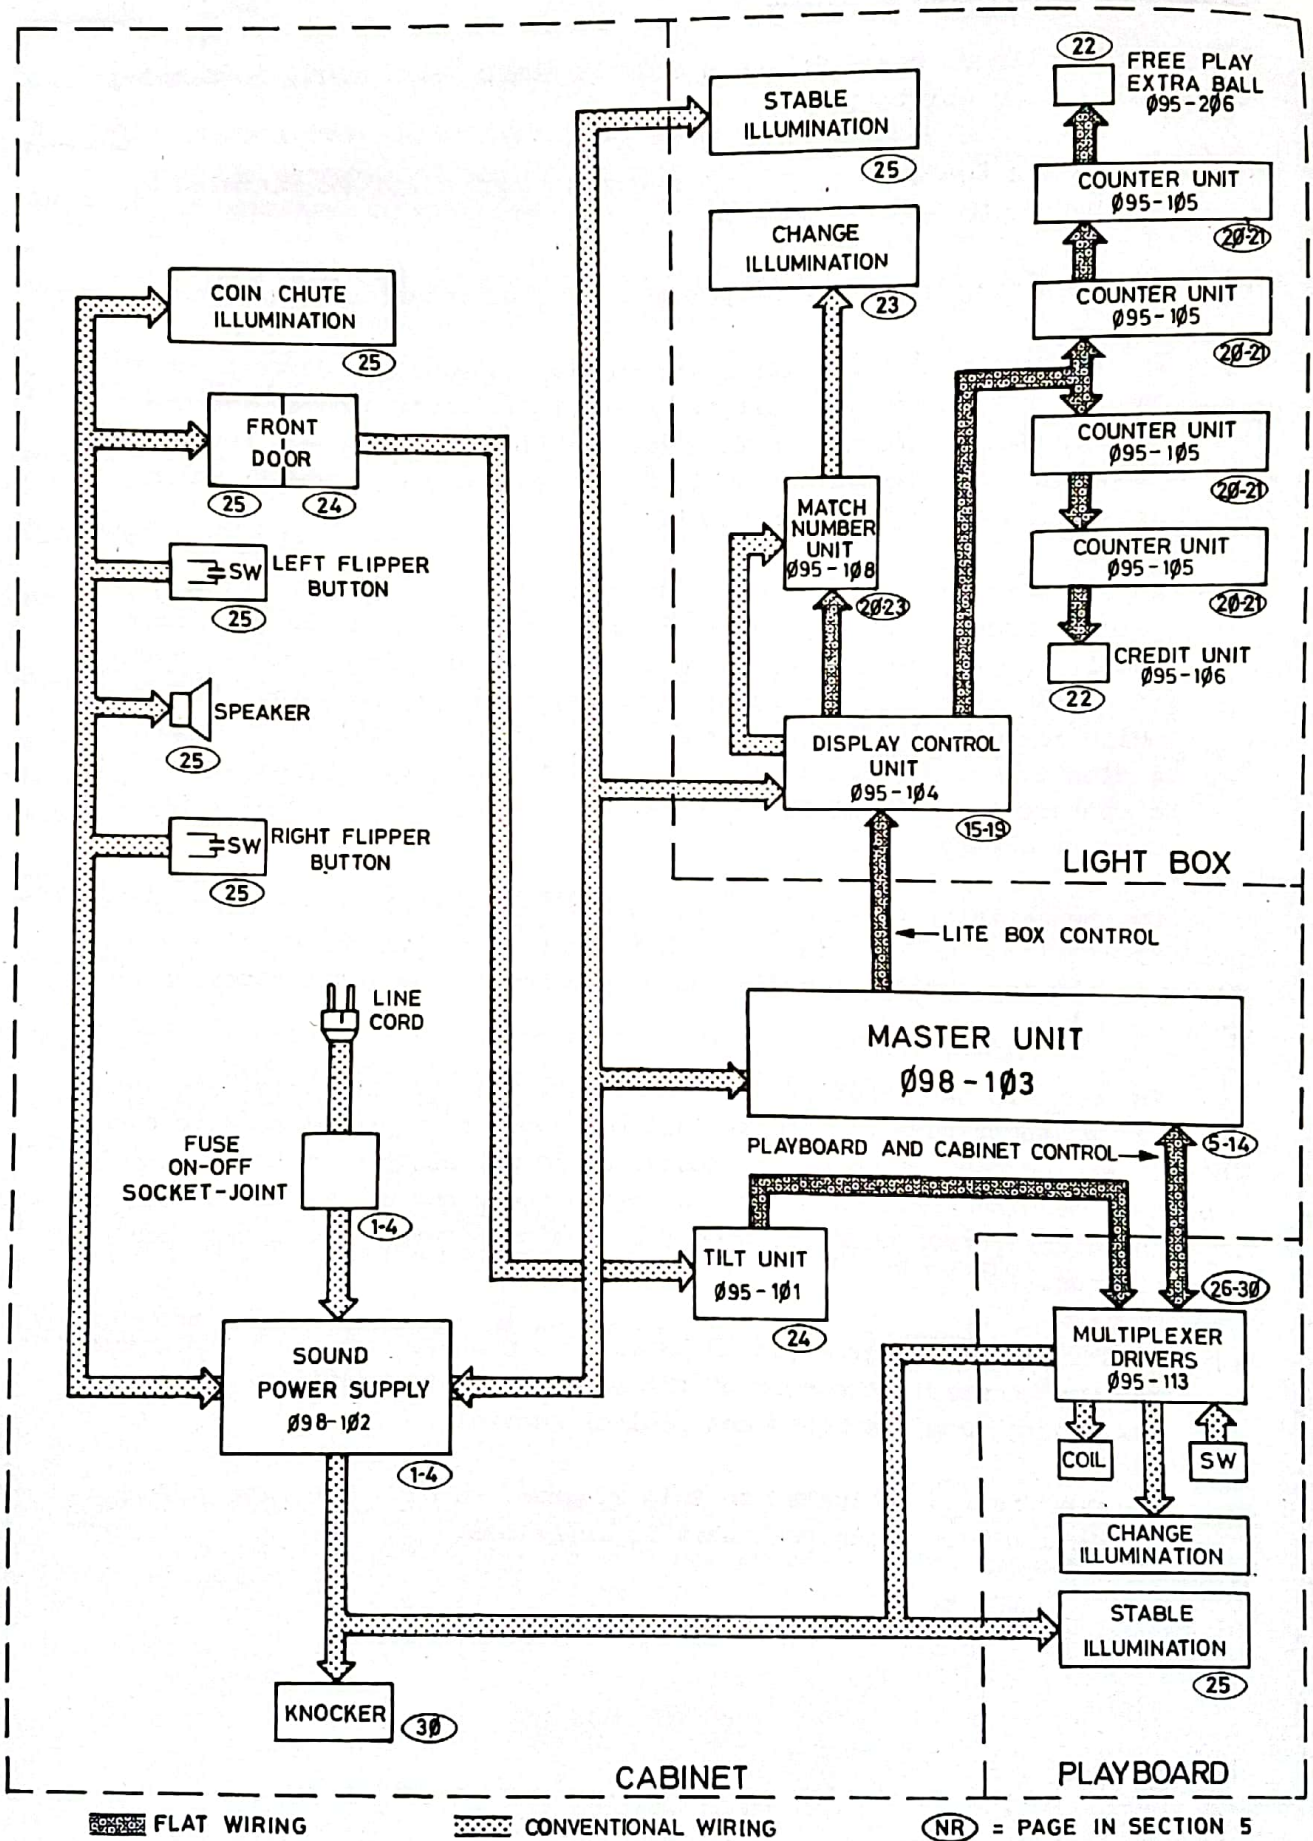 22
FREE PLAY
EXTRA BALL
Ø95-2Ø6
STABLE
ILLUMINATION
25
COUNTER UNIT
Ø95-1Ø5
2Ø-21
CHANGE
ILLUMINATION
23
COUNTER UNIT
Ø95-1Ø5
2Ø-21
COIN CHUTE
ILLUMINATION
25
FRONT
DOOR
25
24
COUNTER UNIT
Ø95-1Ø5
2Ø-21
MATCH
NUMBER
UNIT
Ø95-1Ø8
2Ø-23
COUNTER UNIT
Ø95-1Ø5
2Ø-21
SW
LEFT FLIPPER
BUTTON
25
CREDIT UNIT
Ø95-1Ø6
22
SPEAKER
25
DISPLAY CONTROL
UNIT
Ø95-1Ø4
15-19
SW
RIGHT FLIPPER
BUTTON
25
LIGHT BOX
LITE BOX CONTROL
LINE
CORD
MASTER UNIT
Ø98-1Ø3
5-14
PLAYBOARD AND CABINET CONTROL
FUSE
ON-OFF
SOCKET-JOINT
1-4
TILT UNIT
Ø95-1Ø1
24
26-3Ø
MULTIPLEXER
DRIVERS
Ø95-113
SOUND
POWER SUPPLY
Ø98-1Ø2
1-4
COIL
SW
CHANGE
ILLUMINATION
STABLE
ILLUMINATION
25
KNOCKER
3Ø
CABINET
PLAYBOARD
FLAT WIRING
CONVENTIONAL WIRING
NR = PAGE IN SECTION 5